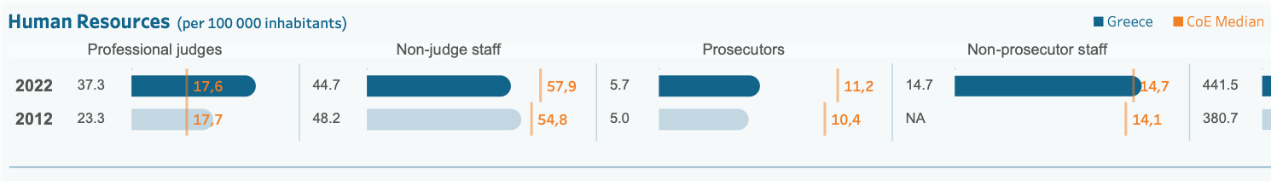 Human Resources (per 100 000 inhabitants) Greece CoE Median
Professional judges Non-judge staff Prosecutors Non-prosecutor staff
2022 37.3 17,6 44.7 57,9 5.7 11,2 14.7 14,7 441.5
2012 23.3 17,7 48.2 54,8 5.0 10,4 NA 14,1 380.7